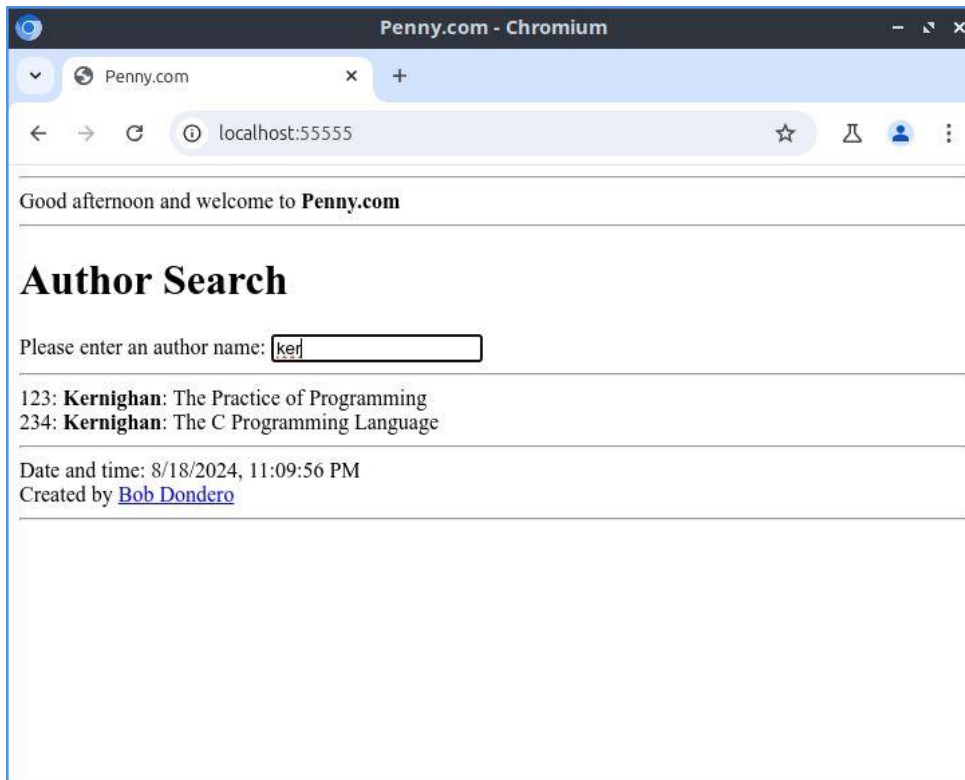 Penny.com - Chromium
Penny.com
localhost:55555
Good afternoon and welcome to Penny.com
Author Search
Please enter an author name: ker
123: Kernighan: The Practice of Programming
234: Kernighan: The C Programming Language
Date and time: 8/18/2024, 11:09:56 PM
Created by Bob Dondero